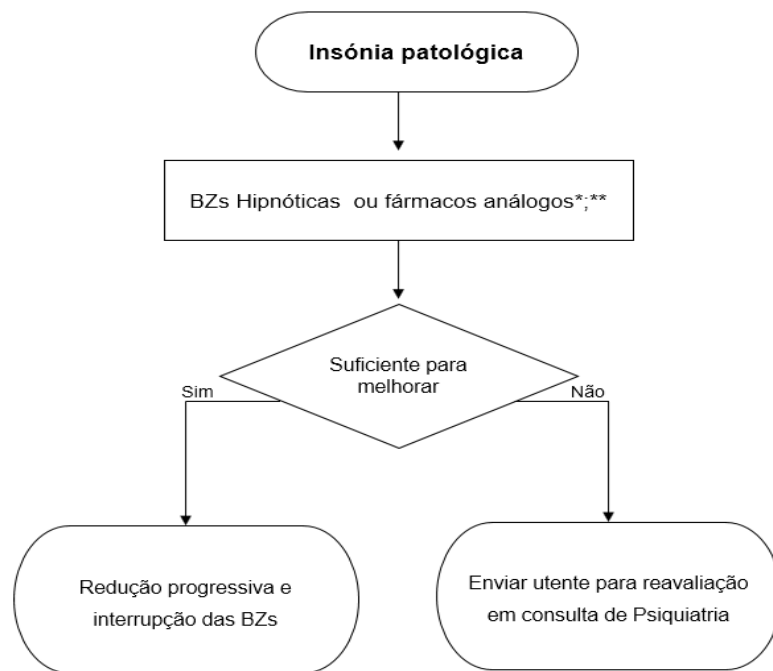 Insónia patológica
BZs Hipnóticas ou fármacos análogos*;**
Suficiente para
melhorar
Sim
Não
Redução progressiva e
interrupção das BZs
Enviar utente para reavaliação
em consulta de Psiquiatria